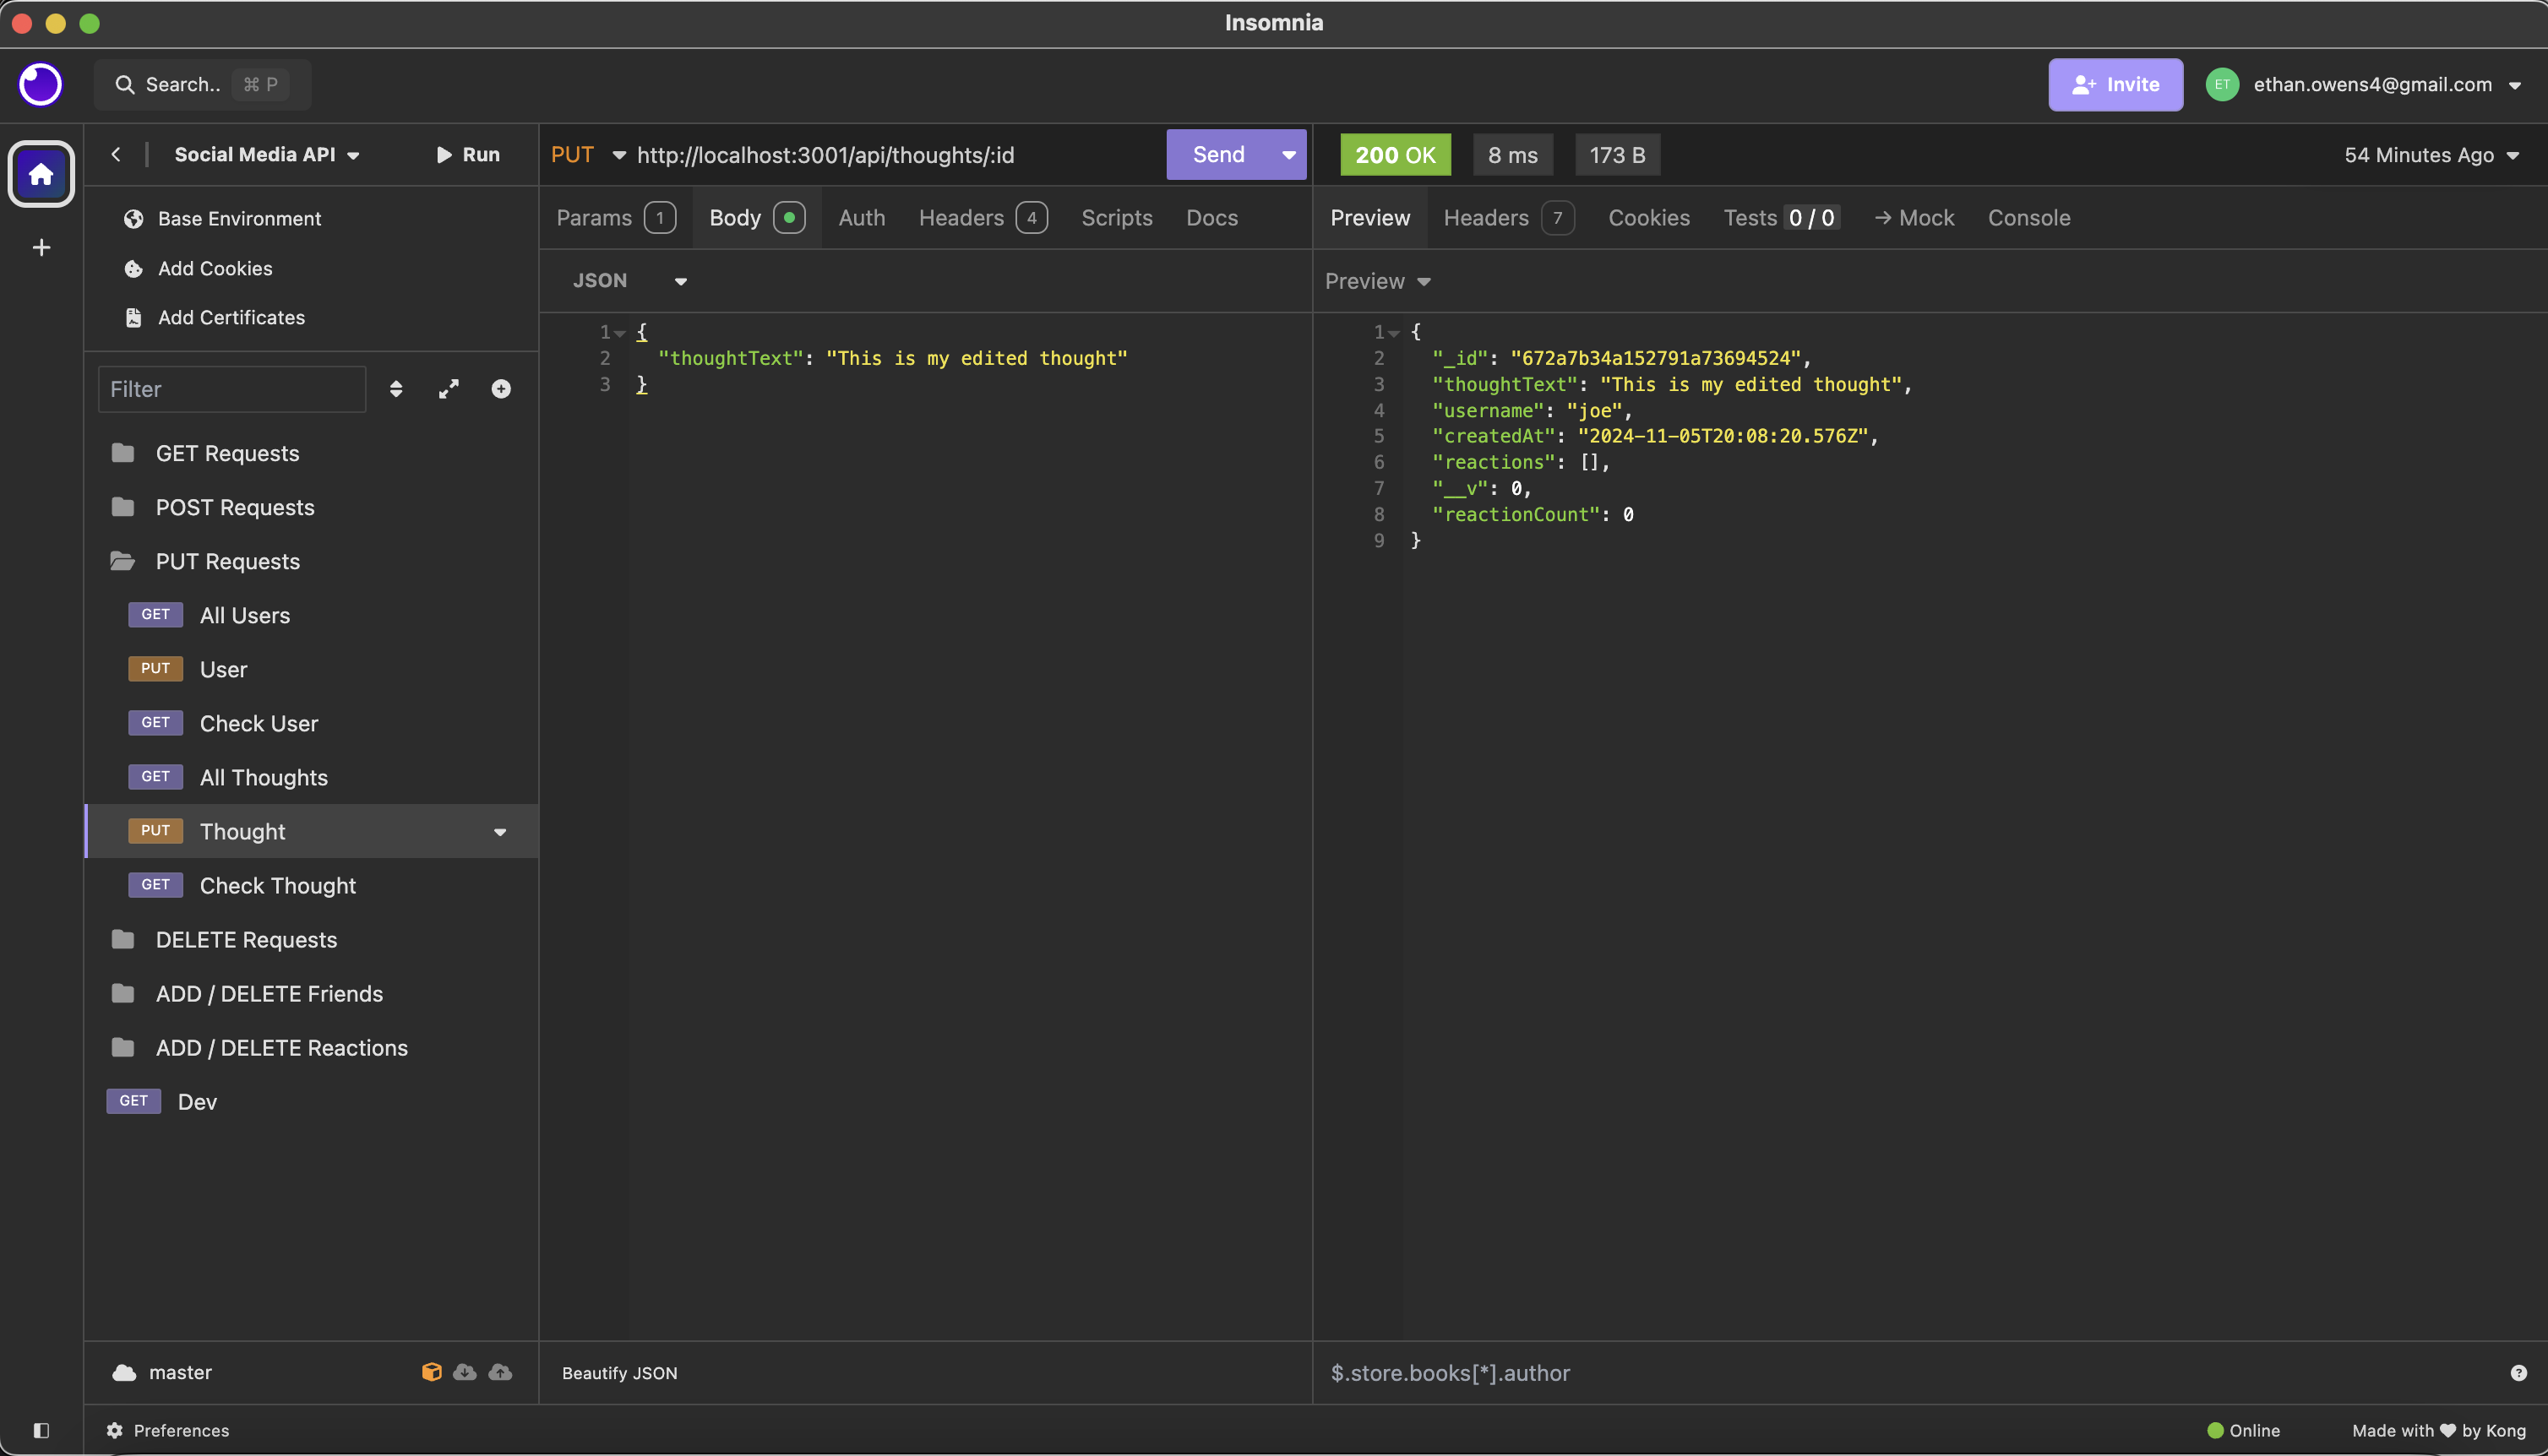 Insomnia
Search.. ⌘ P
Invite
ET ethan.owens4@gmail.com
Social Media API
Run
Base Environment
Add Cookies
Add Certificates
Filter
GET Requests
POST Requests
PUT Requests
GET All Users
PUT User
GET Check User
GET All Thoughts
PUT Thought
GET Check Thought
DELETE Requests
ADD / DELETE Friends
ADD / DELETE Reactions
GET Dev
master
PUT http://localhost:3001/api/thoughts/:id
Send
Params 1 Body Auth Headers 4 Scripts Docs
JSON
1 {
2 "thoughtText": "This is my edited thought"
3 }
Beautify JSON
200 OK 8 ms 173 B
54 Minutes Ago
Preview Headers 7 Cookies Tests 0 / 0 → Mock Console
Preview
1 {
2 "_id": "672a7b34a152791a73694524",
3 "thoughtText": "This is my edited thought",
4 "username": "joe",
5 "createdAt": "2024-11-05T20:08:20.576Z",
6 "reactions": [],
7 "__v": 0,
8 "reactionCount": 0
9 }
$.store.books[*].author
Preferences
Online
Made with ♥ by Kong